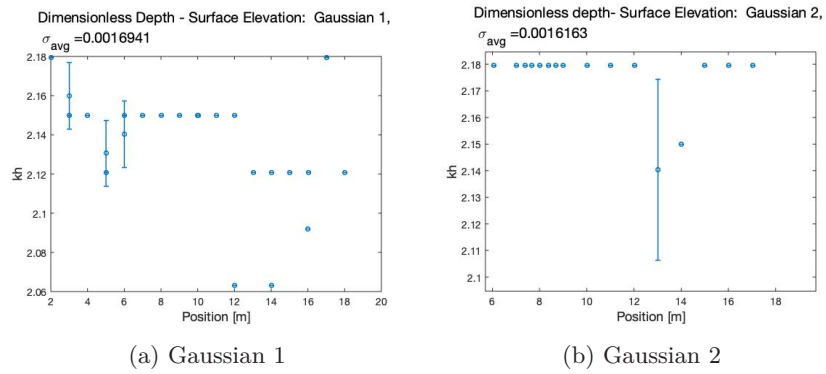 Dimensionless Depth - Surface Elevation: Gaussian 1,
σavg =0.0016941
2.18
2.16
2.14
2.12
2.1
2.08
2.06
kh
2 4 6 8 10 12 14 16 18 20
Position [m]
(a) Gaussian 1
Dimensionless depth- Surface Elevation: Gaussian 2,
σavg =0.0016163
2.18
2.17
2.16
2.15
2.14
2.13
2.12
2.11
2.1
kh
6 8 10 12 14 16 18
Position [m]
(b) Gaussian 2